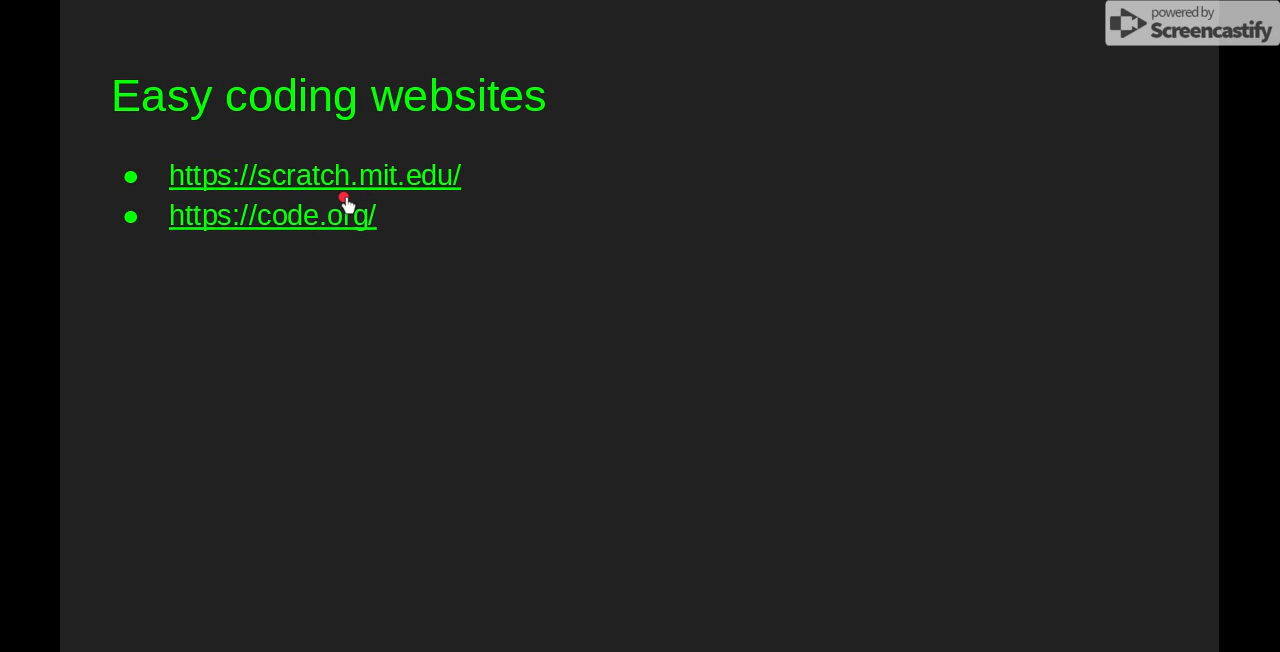 powered by
Screencastify
Easy coding websites
● https://scratch.mit.edu/
● https://code.org/